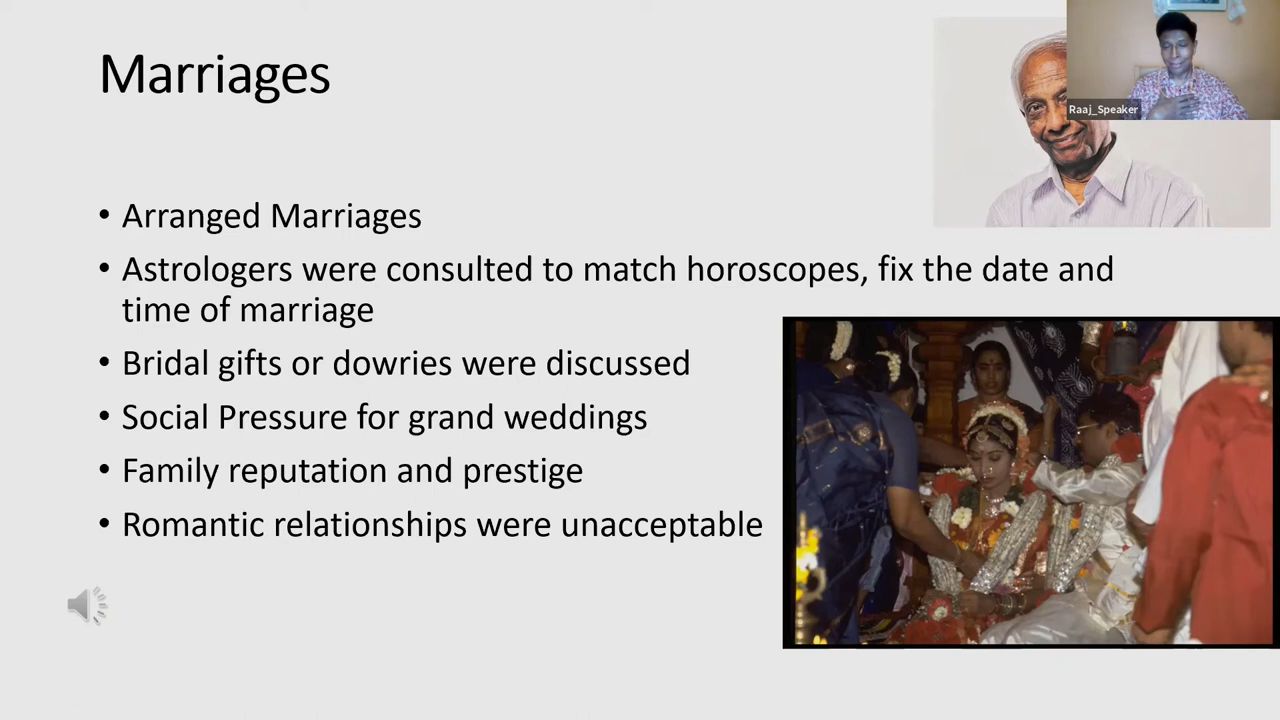 Marriages
Raaj_Speaker
• Arranged Marriages
• Astrologers were consulted to match horoscopes, fix the date and
time of marriage
• Bridal gifts or dowries were discussed
• Social Pressure for grand weddings
• Family reputation and prestige
• Romantic relationships were unacceptable